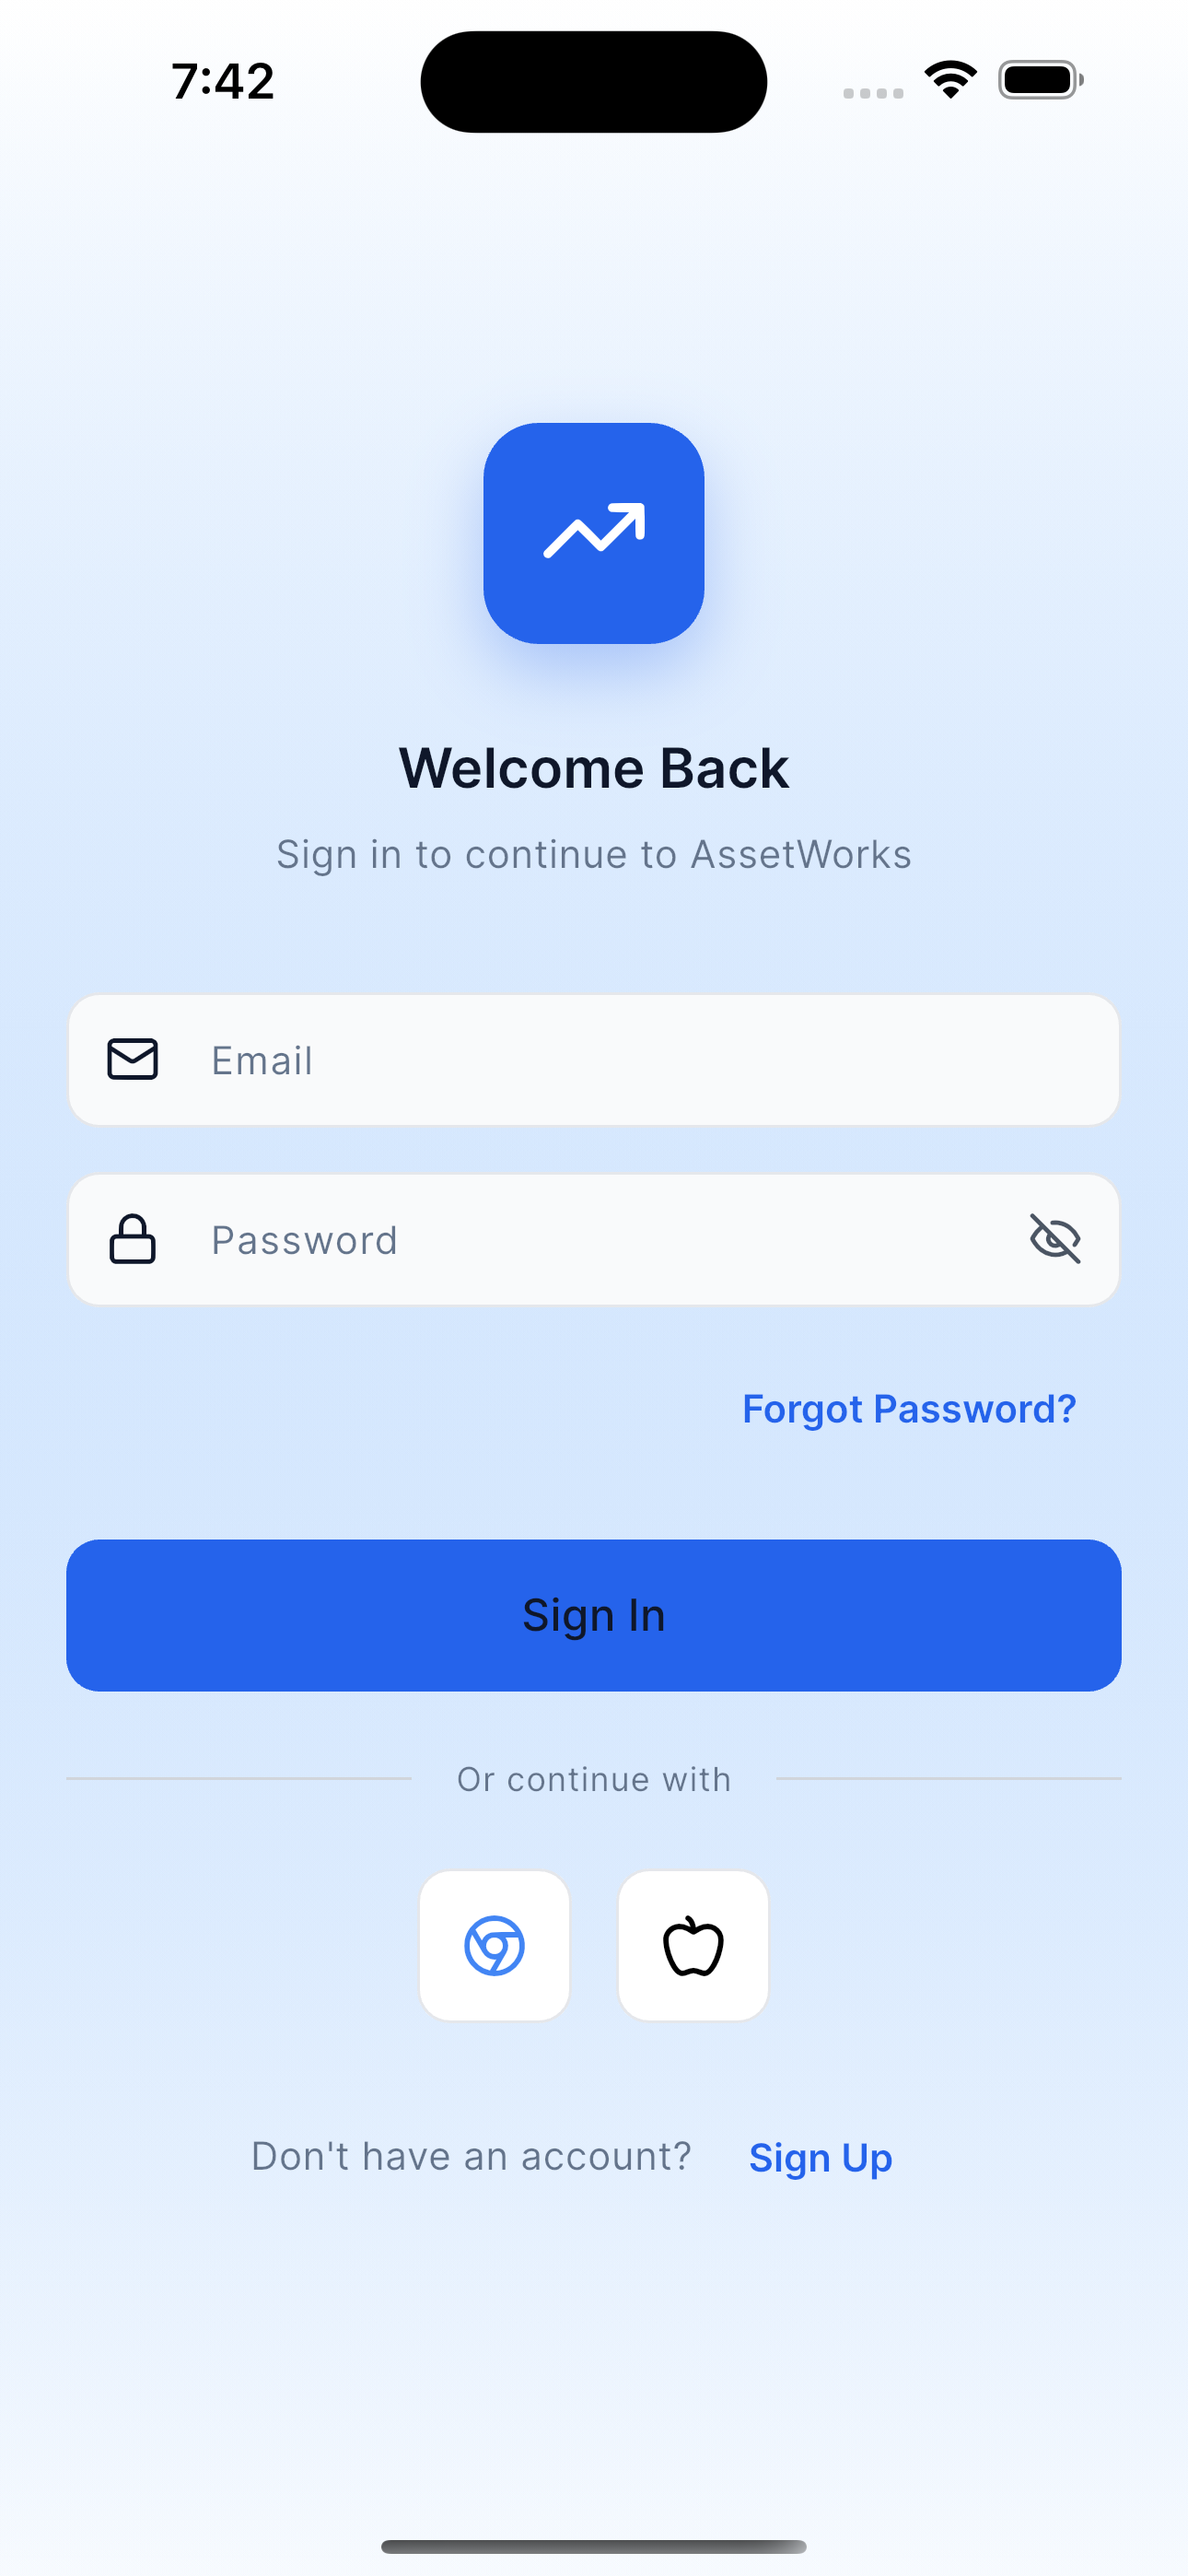 7:42
Welcome Back
Sign in to continue to AssetWorks
Email
Password
Forgot Password?
Sign In
Or continue with
Don't have an account? Sign Up